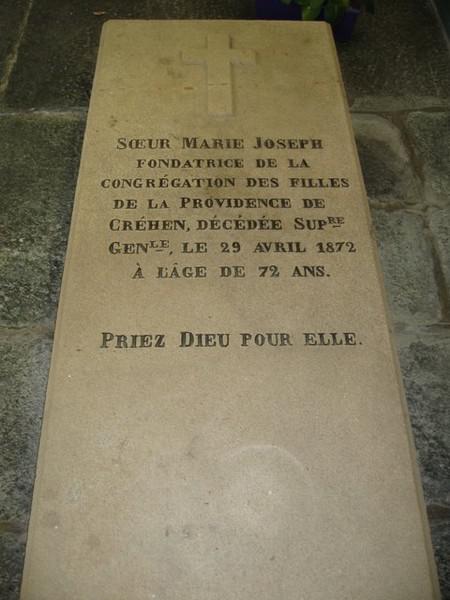 SŒUR MARIE JOSEPH
FONDATRICE DE LA
CONGRÉGATION DES FILLES
DE LA PROVIDENCE DE
CRÉHEN, DÉCÉDÉE SUPRE
GENLE, LE 29 AVRIL 1872
À L'ÂGE DE 72 ANS.
PRIEZ DIEU POUR ELLE.